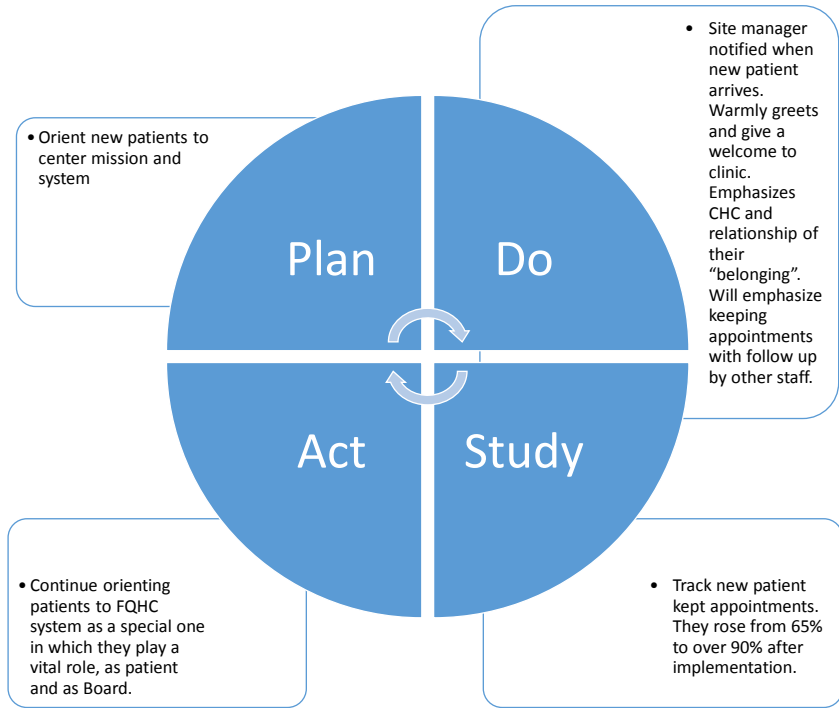 • Orient new patients to
center mission and
system
Plan
Do
• Site manager
notified when
new patient
arrives.
Warmly greets
and give a
welcome to
clinic.
Emphasizes
CHC and
relationship of
their
“belonging”.
Will emphasize
keeping
appointments
with follow up
by other staff.
Act
Study
• Continue orienting
patients to FQHC
system as a special one
in which they play a
vital role, as patient
and as Board.
• Track new patient
kept appointments.
They rose from 65%
to over 90% after
implementation.